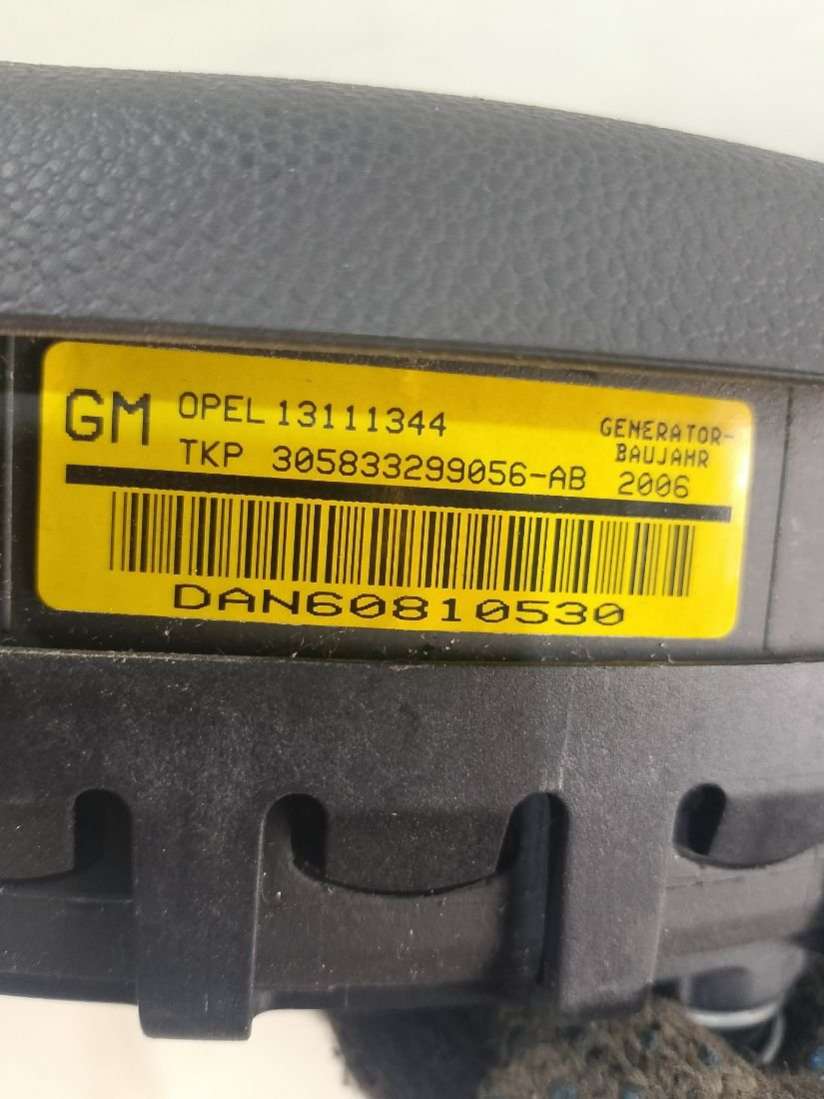 GM OPEL 13111344
TKP 305833299056-AB
GENERATOR-
BAUJAHR
2006
DAN60810530